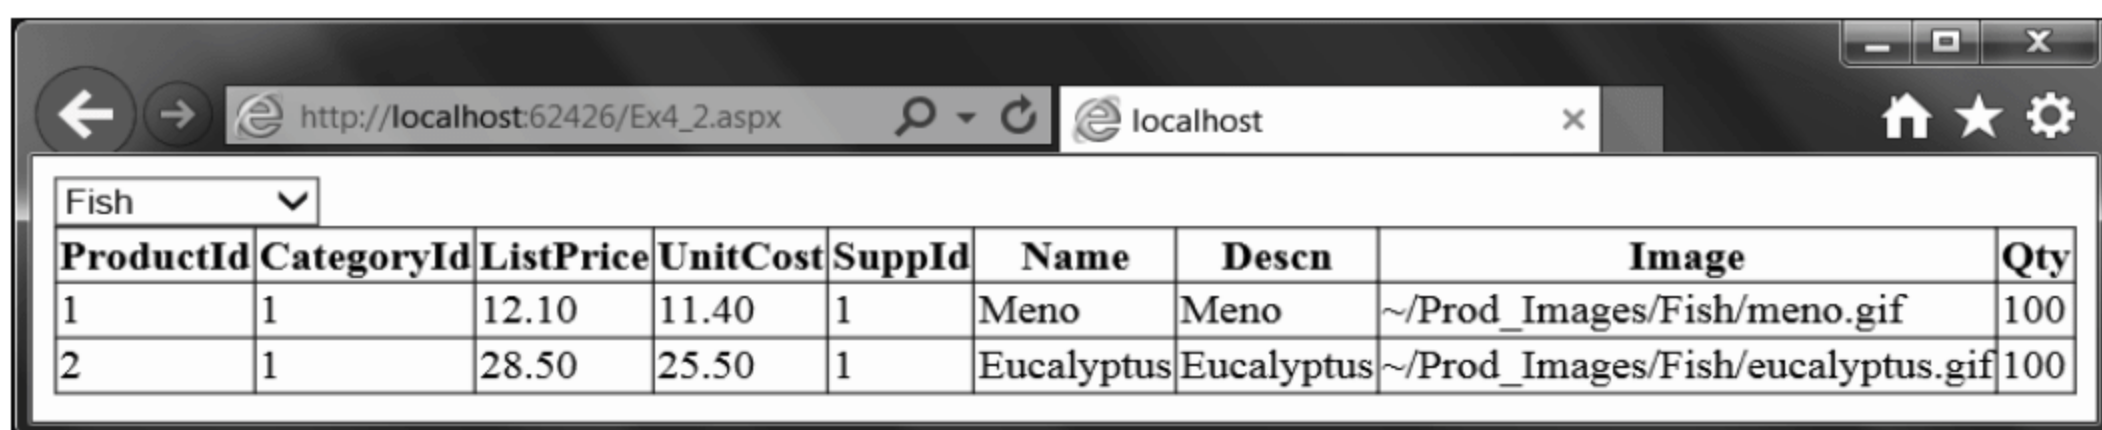 http://localhost:62426/Ex4_2.aspx localhost
Fish
ProductId CategoryId ListPrice UnitCost SuppId Name Descn Image Qty
1 1 12.10 11.40 1 Meno Meno ~/Prod_Images/Fish/meno.gif 100
2 1 28.50 25.50 1 Eucalyptus Eucalyptus ~/Prod_Images/Fish/eucalyptus.gif 100